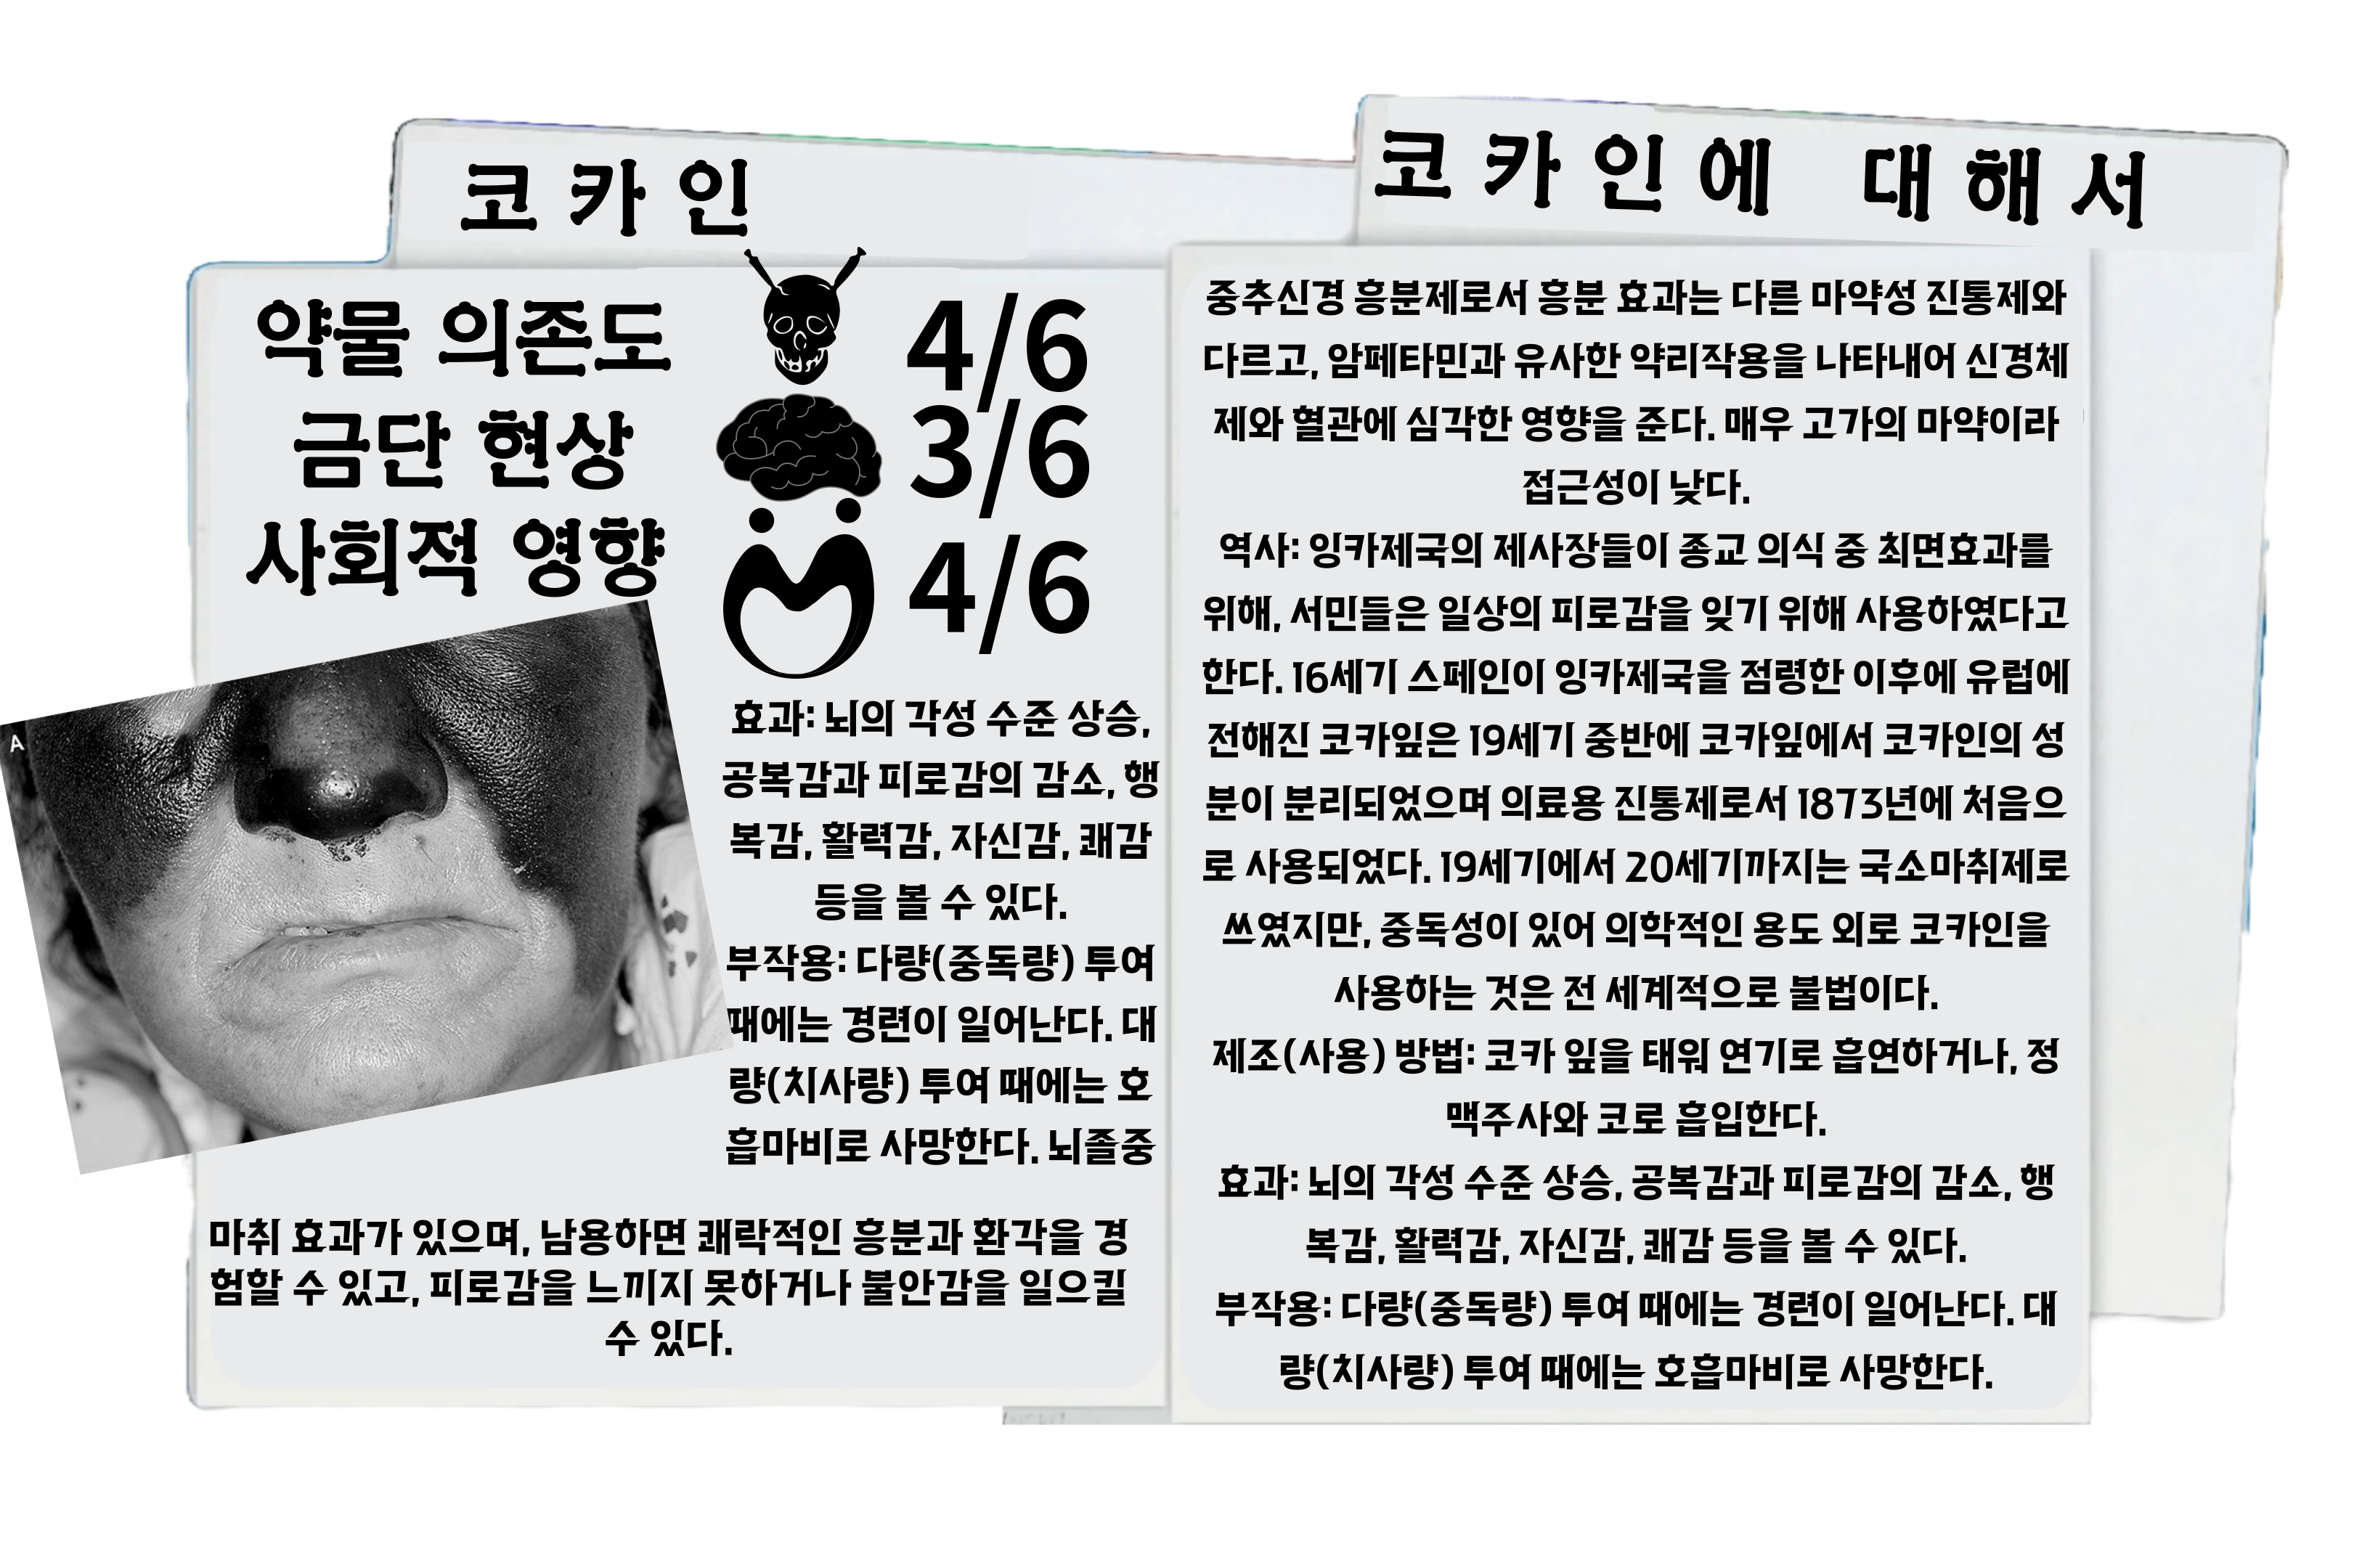 코카인
약물 의존도 4/6
금단 현상 3/6
사회적 영향 4/6
A
효과: 뇌의 각성 수준 상승,
공복감과 피로감의 감소, 행
복감, 활력감, 자신감, 쾌감
등을 볼 수 있다.
부작용: 다량(중독량) 투여
때에는 경련이 일어난다. 대
량(치사량) 투여 때에는 호
흡마비로 사망한다. 뇌졸중
마취 효과가 있으며, 남용하면 쾌락적인 흥분과 환각을 경
험할 수 있고, 피로감을 느끼지 못하거나 불안감을 일으킬
수 있다.
코카인에 대해서
중추신경 흥분제로서 흥분 효과는 다른 마약성 진통제와
다르고, 암페타민과 유사한 약리작용을 나타내어 신경체
제와 혈관에 심각한 영향을 준다. 매우 고가의 마약이라
접근성이 낮다.
역사: 잉카제국의 제사장들이 종교 의식 중 최면효과를
위해, 서민들은 일상의 피로감을 잊기 위해 사용하였다고
한다. 16세기 스페인이 잉카제국을 점령한 이후에 유럽에
전해진 코카잎은 19세기 중반에 코카잎에서 코카인의 성
분이 분리되었으며 의료용 진통제로서 1873년에 처음으
로 사용되었다. 19세기에서 20세기까지는 국소마취제로
쓰였지만, 중독성이 있어 의학적인 용도 외로 코카인을
사용하는 것은 전 세계적으로 불법이다.
제조(사용) 방법: 코카 잎을 태워 연기로 흡연하거나, 정
맥주사와 코로 흡입한다.
효과: 뇌의 각성 수준 상승, 공복감과 피로감의 감소, 행
복감, 활력감, 자신감, 쾌감 등을 볼 수 있다.
부작용: 다량(중독량) 투여 때에는 경련이 일어난다. 대
량(치사량) 투여 때에는 호흡마비로 사망한다.